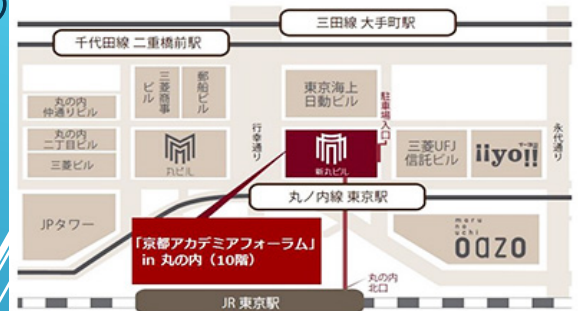 三田線 大手町駅
千代田線 二重橋前駅
三菱商事
ビル
郵船ビル
東京海上
日動ビル
丸の内
仲通りビル
行幸通り
駐車場入口
永代通り
丸の内
二丁目ビル
三菱ビル
丸ビル
新丸ビル
三菱UFJ
信託ビル
iiyo!!
丸ノ内線 東京駅
JPタワー
maru
no
uchi
oazo
「京都アカデミアフォーラム」
in 丸の内（10階）
丸の内
北口
JR 東京駅